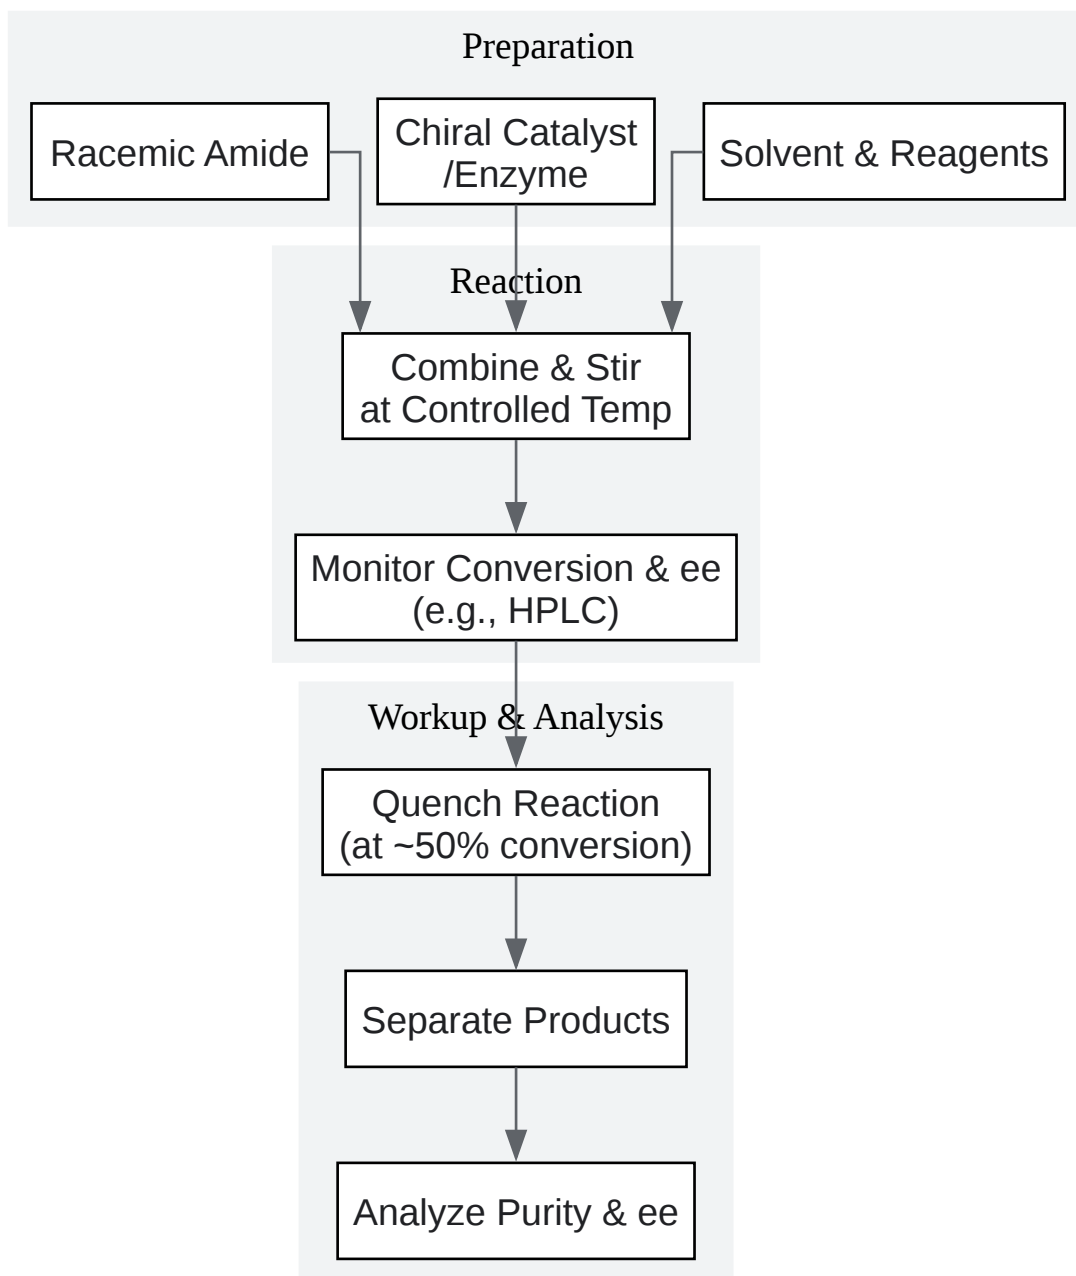 Preparation
Racemic Amide
Chiral Catalyst
/Enzyme
Solvent & Reagents
Reaction
Combine & Stir
at Controlled Temp
Monitor Conversion & ee
(e.g., HPLC)
Workup & Analysis
Quench Reaction
(at ~50% conversion)
Separate Products
Analyze Purity & ee